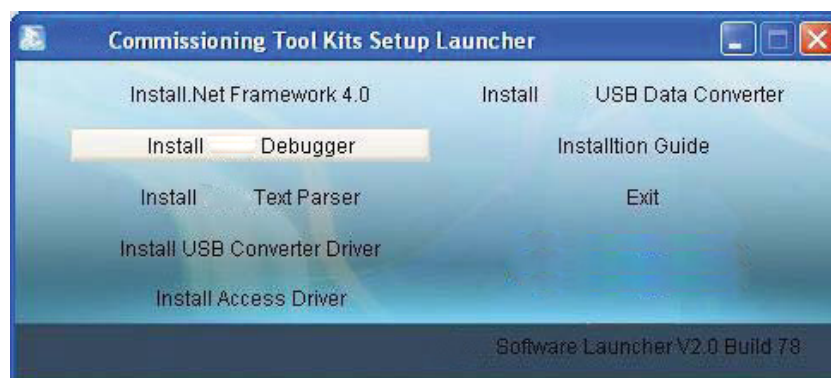 Commissioning Tool Kits Setup Launcher
Install.Net Framework 4.0
Install USB Data Converter
Install Debugger
Installtion Guide
Install Text Parser
Exit
Install USB Converter Driver
Install Access Driver
Software Launcher V2.0 Build 78